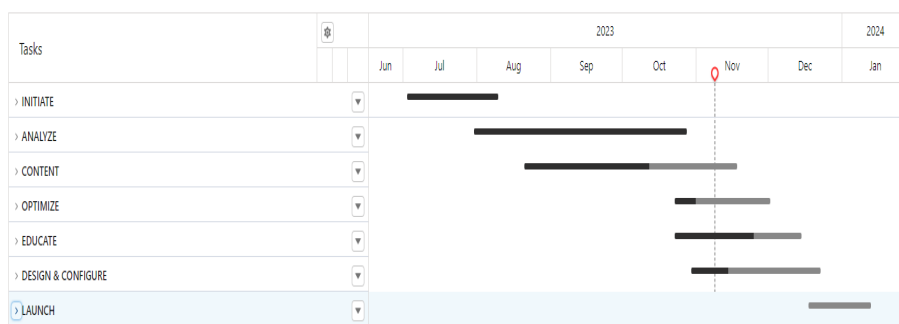 Tasks
2023
2024
Jun
Jul
Aug
Sep
Oct
Nov
Dec
Jan
INITIATE
ANALYZE
CONTENT
OPTIMIZE
EDUCATE
DESIGN & CONFIGURE
LAUNCH